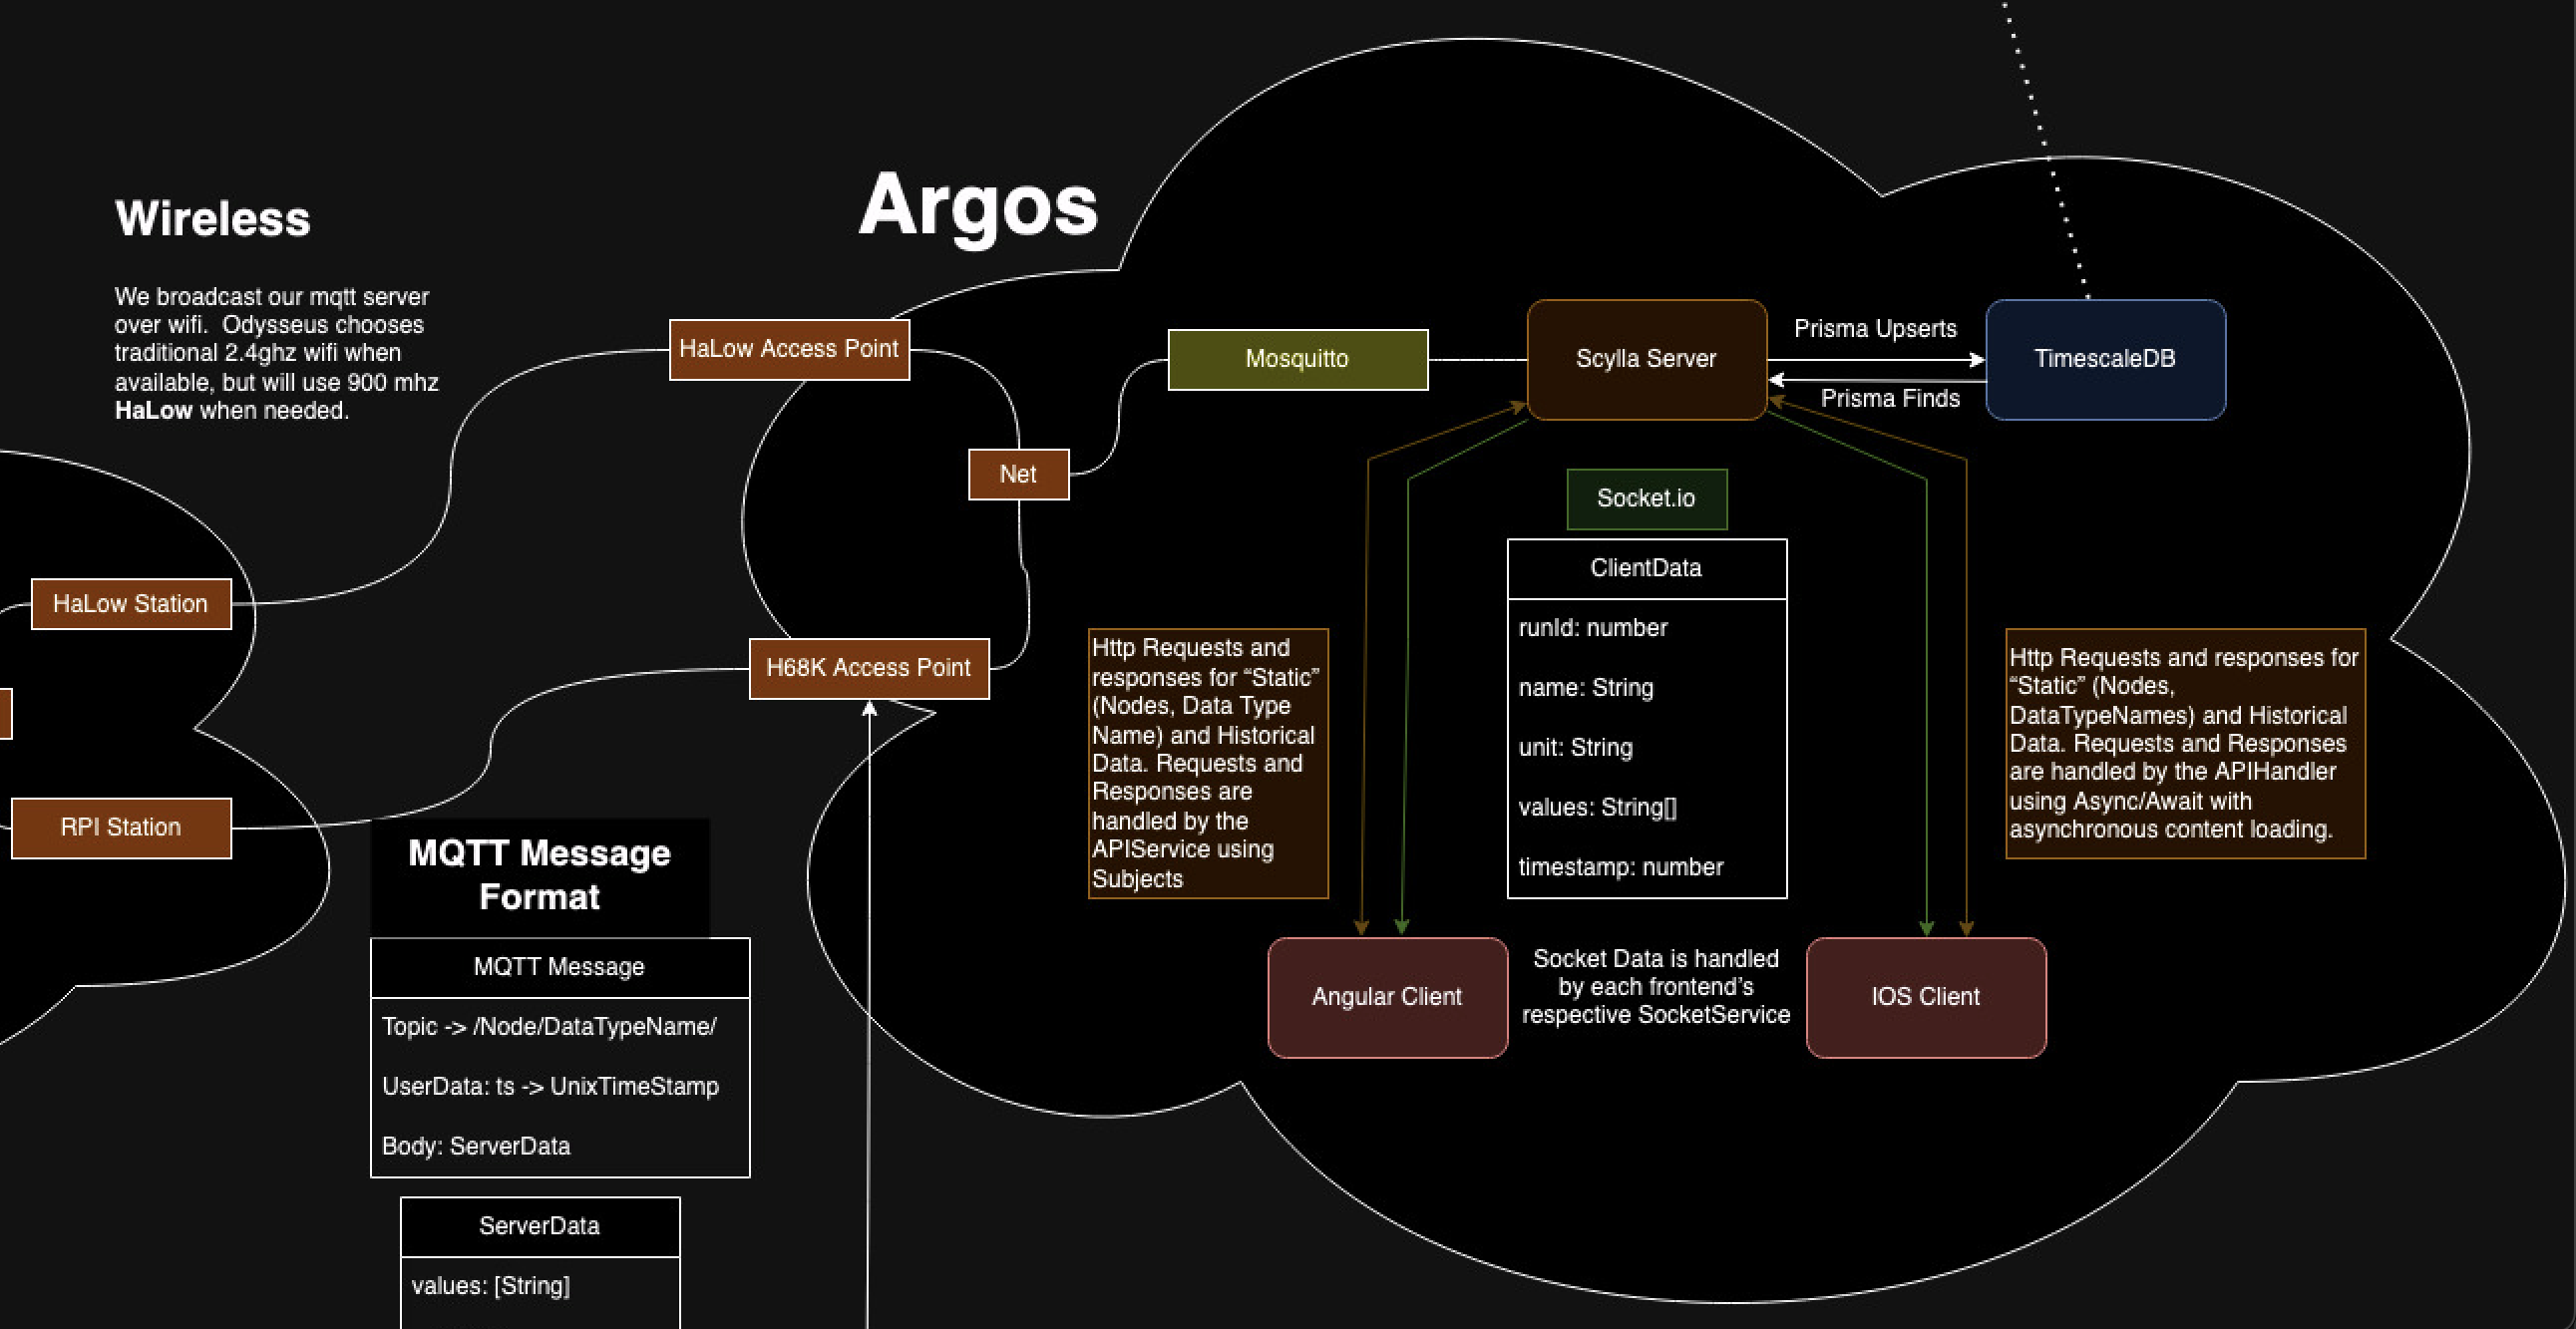 Argos
Wireless
We broadcast our mqtt server
over wifi.  Odysseus chooses
traditional 2.4ghz wifi when
available, but will use 900 mhz
HaLow when needed.
HaLow Access Point
Mosquitto
Scylla Server
Prisma Upserts
Prisma Finds
TimescaleDB
Net
Socket.io
HaLow Station
H68K Access Point
RPI Station
ClientData
runId: number
name: String
unit: String
values: String[]
timestamp: number
Http Requests and
responses for “Static”
(Nodes, Data Type
Name) and Historical
Data. Requests and
Responses are
handled by the
APIService using
Subjects
Http Requests and responses for
“Static” (Nodes,
DataTypeNames) and Historical
Data. Requests and Responses
are handled by the APIHandler
using Async/Await with
asynchronous content loading.
MQTT Message
Format
MQTT Message
Topic -> /Node/DataTypeName/
UserData: ts -> UnixTimeStamp
Body: ServerData
Angular Client
Socket Data is handled
by each frontend’s
respective SocketService
IOS Client
ServerData
values: [String]